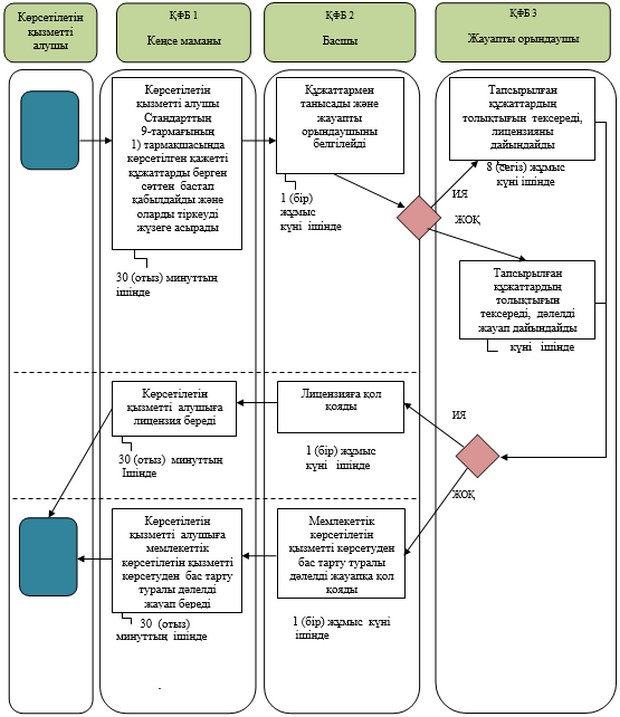 Көрсетілетін
қызметті
алушы
ҚФБ 1
Кеңсе маманы
ҚФБ 2
Басшы
ҚФБ 3
Жауапты орындаушы
Көрсетілетін
қызметті алушы
Стандарттың
9-тармағының
1) тармақшасында
көрсетілген қажетті
құжаттарды берген
сәттен бастап
қабылдайды және
оларды тіркеуді
жүзеге асырады
30 (отыз) минуттың
ішінде
Құжаттармен
танысады және
жауапты
орындаушыны
белгілейді
1 (бір)
жұмыс
күні ішінде
Тапсырылған
құжаттардың
толықтығын тексереді,
лицензияны
дайындайды
8 (сегіз) жұмыс
күні ішінде
ИЯ
ЖОҚ
Тапсырылған
құжаттардың
толықтығын
тексереді, дәлелді
жауап дайындайды
күні ішінде
Көрсетілетін
қызметті алушыға
лицензия береді
30 (отыз) минуттың
Ішінде
Лицензияға қол
қояды
1 (бір) жұмыс
күні ішінде
ИЯ
ЖОҚ
Көрсетілетін
қызметті алушыға
мемлекеттік
көрсетілетін қызметті
көрсетуден бас тарту
туралы дәлелді
жауап береді
30 (отыз)
минуттың ішінде
Мемлекеттік
көрсетілетін
қызметті көрсетуден
бас тарту туралы
дәлелді жауапқа қол
қояды
1 (бір) жұмыс күні
ішінде